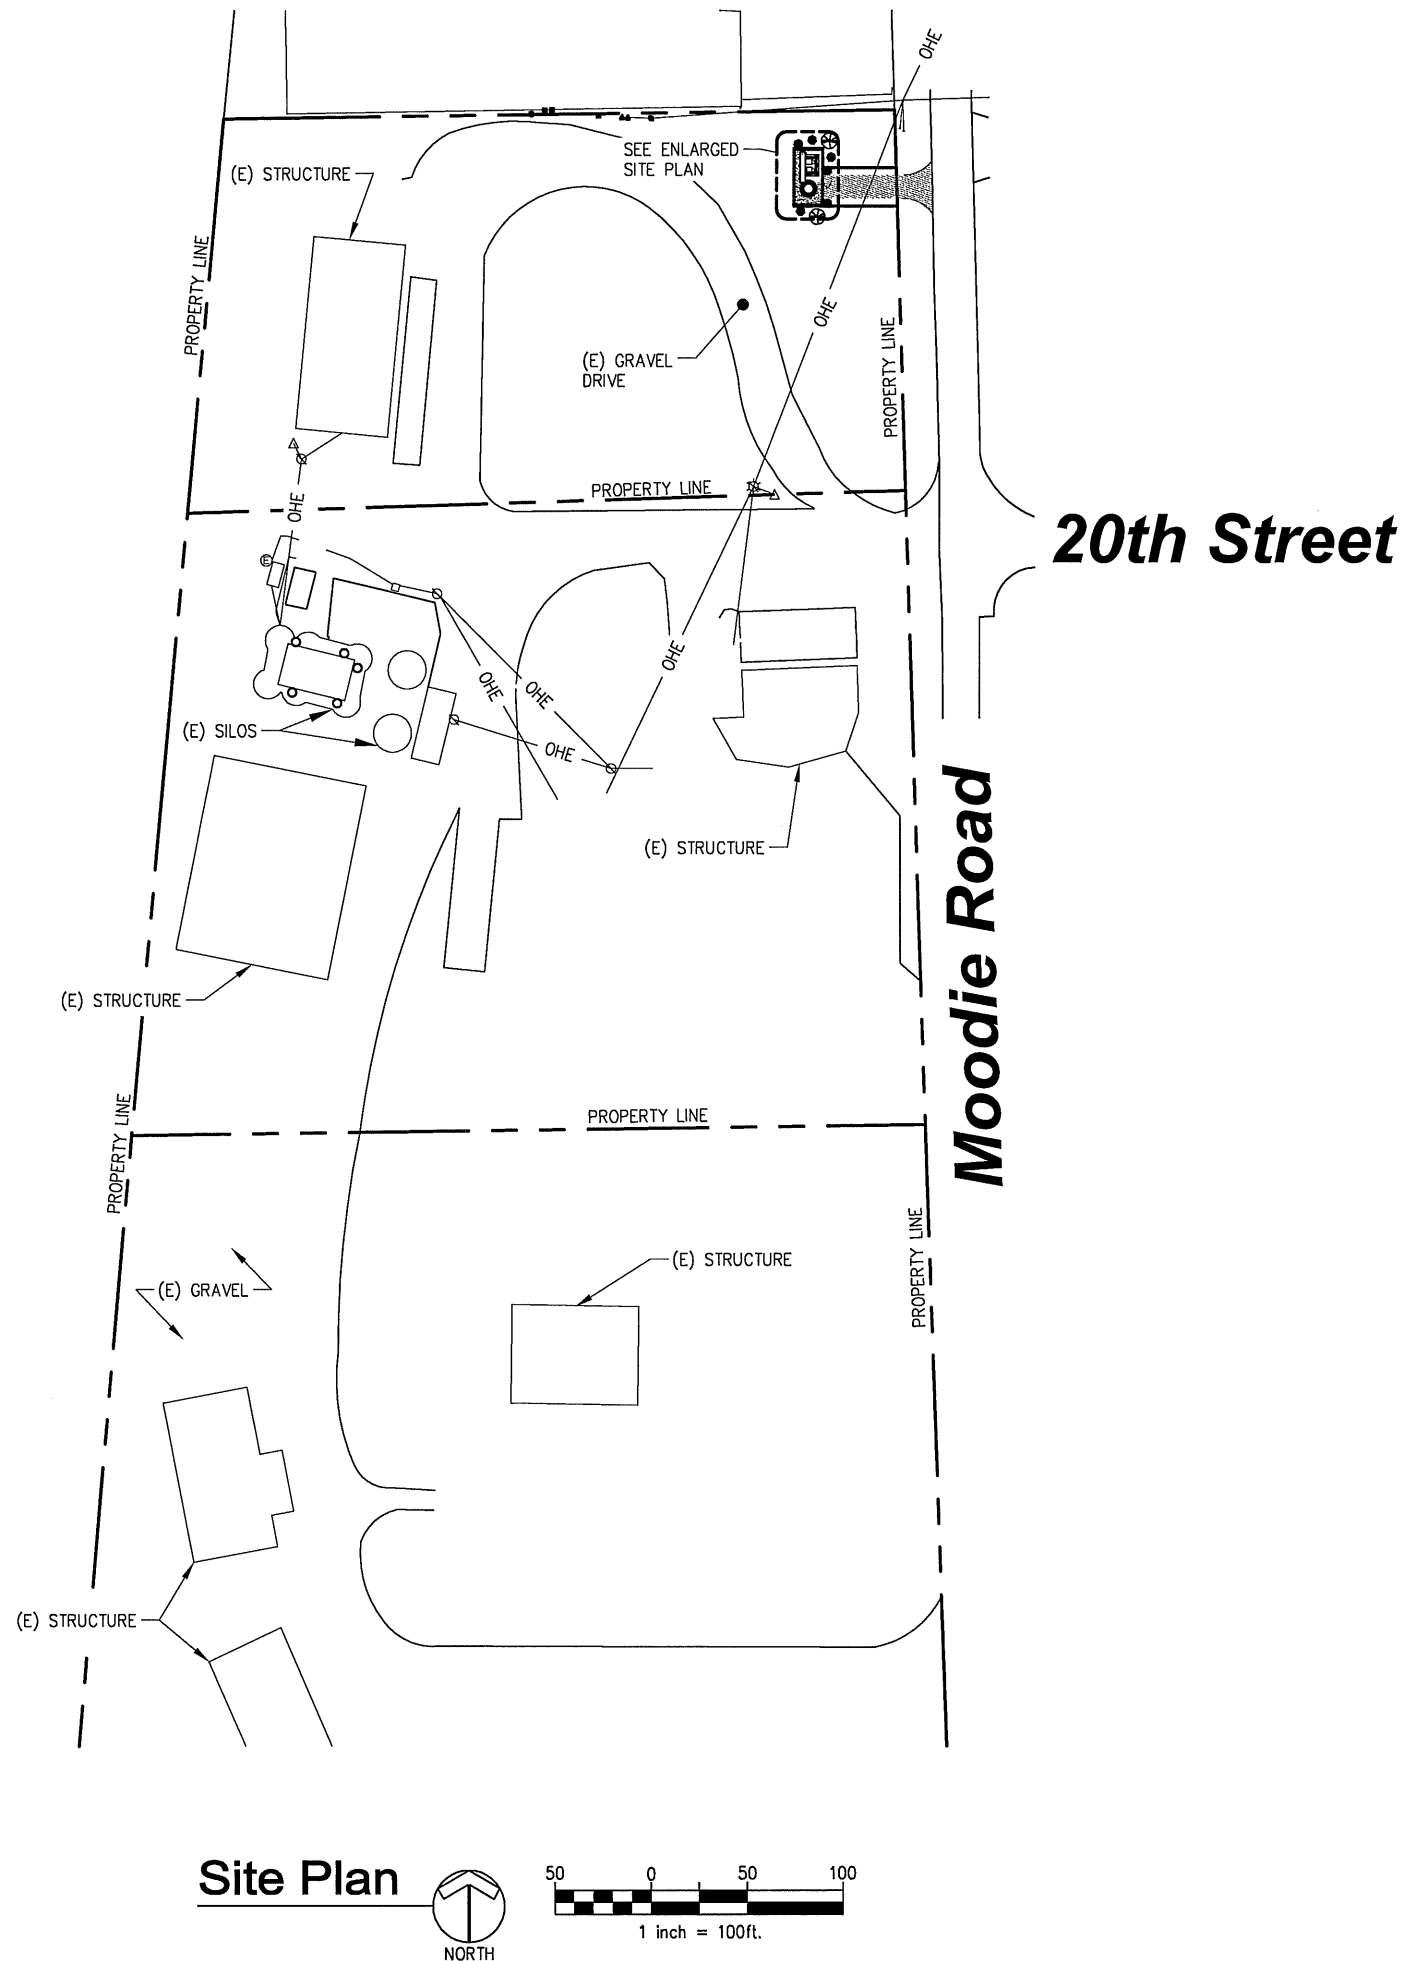 OHE
SEE ENLARGED
SITE PLAN
(E) STRUCTURE
PROPERTY LINE
OHE
(E) GRAVEL
DRIVE
PROPERTY LINE
PROPERTY LINE
OHE
20th Street
E
OHE
OHE
OHE
(E) SILOS
OHE
(E) STRUCTURE
Moodie Road
(E) STRUCTURE
PROPERTY LINE
PROPERTY LINE
PROPERTY LINE
(E) STRUCTURE
(E) GRAVEL
(E) STRUCTURE
Site Plan
NORTH
50 0 50 100
1 inch = 100ft.